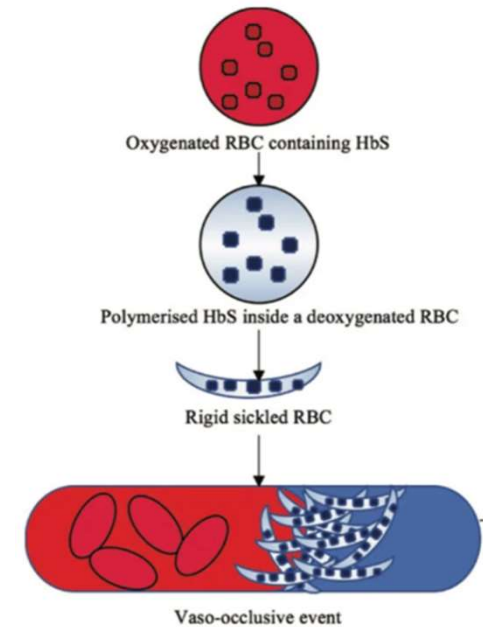 Oxygenated RBC containing HbS
Polymerised HbS inside a deoxygenated RBC
Rigid sickled RBC
Vaso-occlusive event